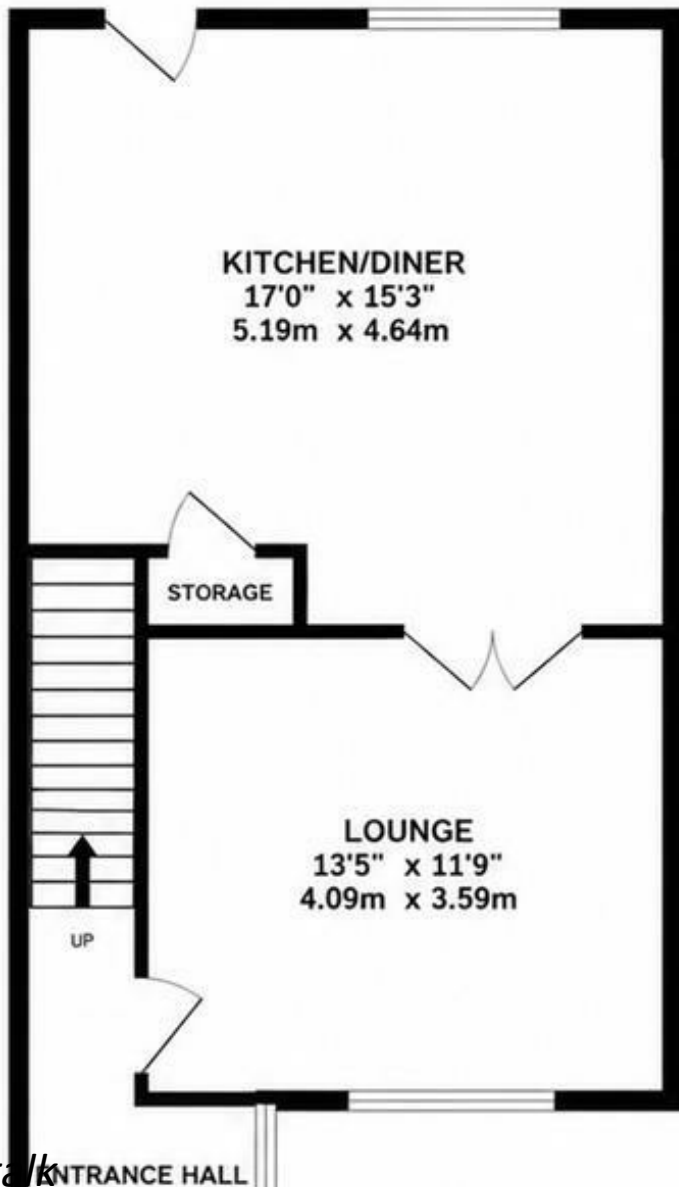 KITCHEN/DINER
17'0" x 15'3"
5.19m x 4.64m
STORAGE
LOUNGE
13'5" x 11'9"
4.09m x 3.59m
UP
ENTRANCE HALL